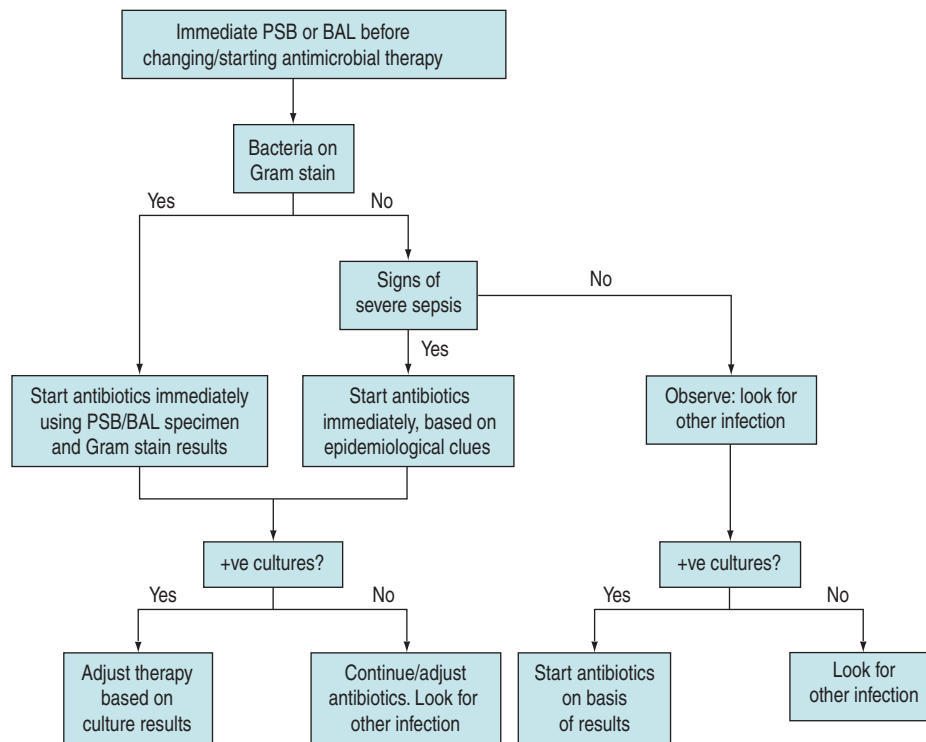 Immediate PSB or BAL before
changing/starting antimicrobial therapy
Bacteria on
Gram stain
Yes
No
Signs of
severe sepsis
No
Yes
Start antibiotics immediately
using PSB/BAL specimen
and Gram stain results
Start antibiotics
immediately, based on
epidemiological clues
Observe: look for
other infection
+ve cultures?
+ve cultures?
Yes
No
Yes
No
Adjust therapy
based on
culture results
Continue/adjust
antibiotics. Look for
other infection
Start antibiotics
on basis
of results
Look for
other infection